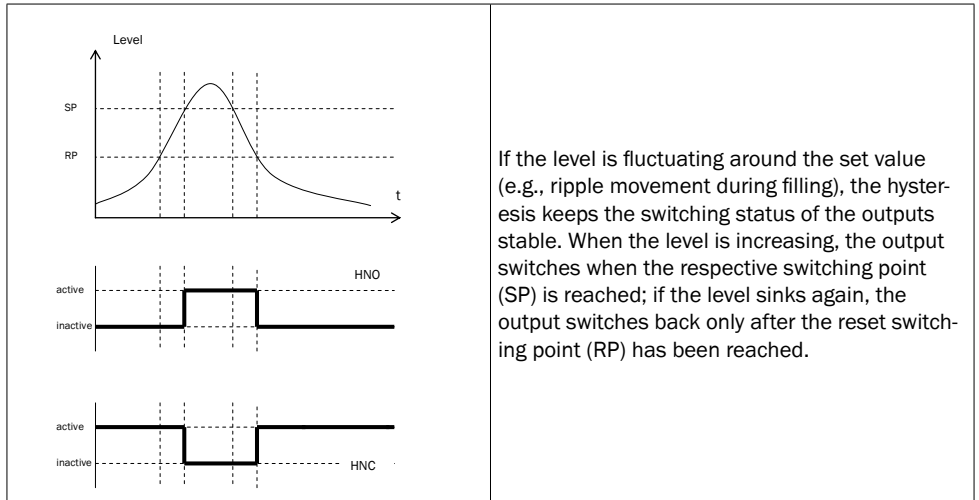 Level
SP
RP
t
HNO
active
inactive
active
inactive
HNC
If the level is fluctuating around the set value
(e.g., ripple movement during filling), the hyster-
esis keeps the switching status of the outputs
stable. When the level is increasing, the output
switches when the respective switching point
(SP) is reached; if the level sinks again, the
output switches back only after the reset switch-
ing point (RP) has been reached.